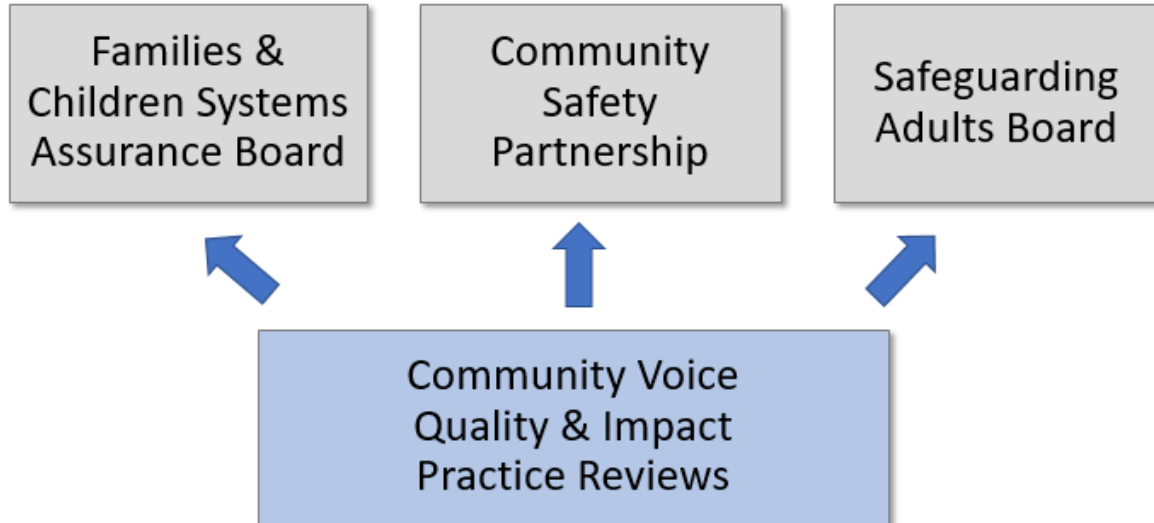 Families &
Children Systems
Assurance Board
Community
Safety
Partnership
Safeguarding
Adults Board
Community Voice
Quality & Impact
Practice Reviews